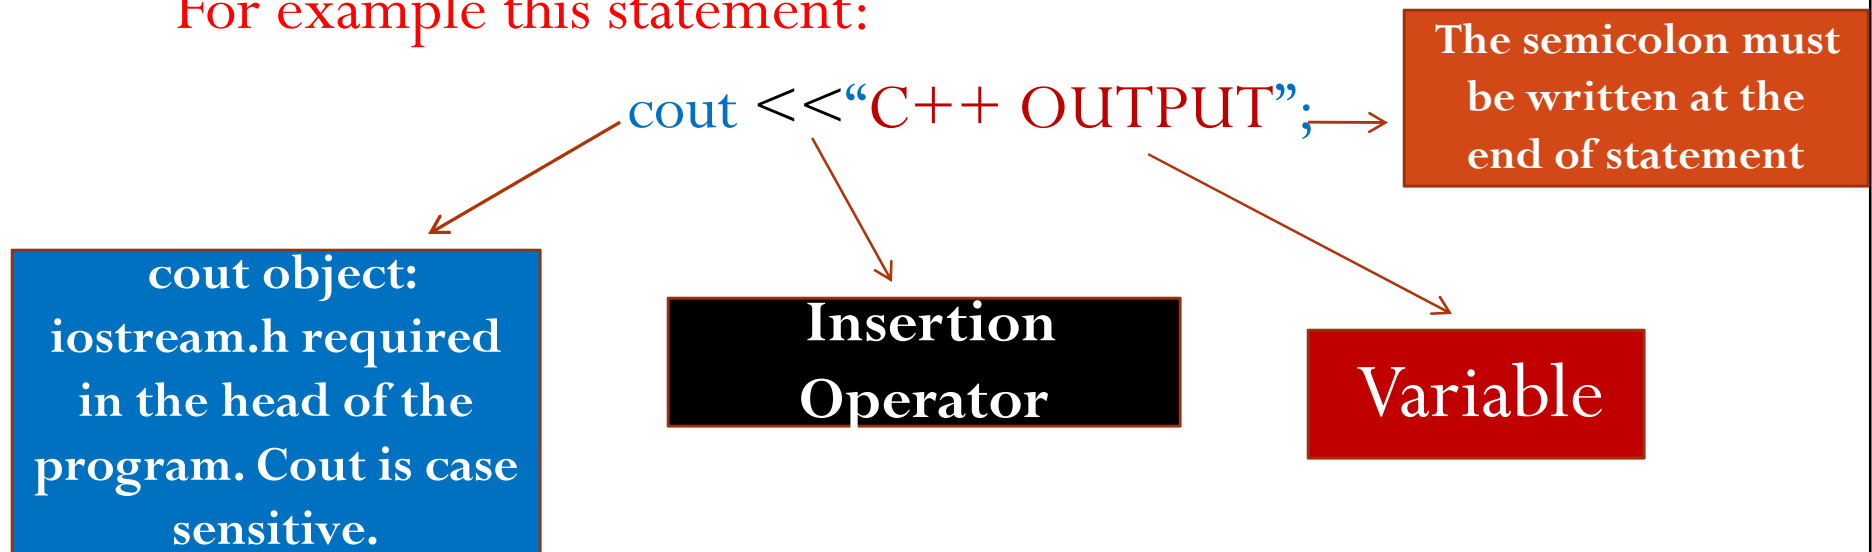 For example this statement:
cout <<“C++ OUTPUT”;
The semicolon must
be written at the
end of statement
cout object:
iostream.h required
in the head of the
program. Cout is case
sensitive.
Insertion
Operator
Variable